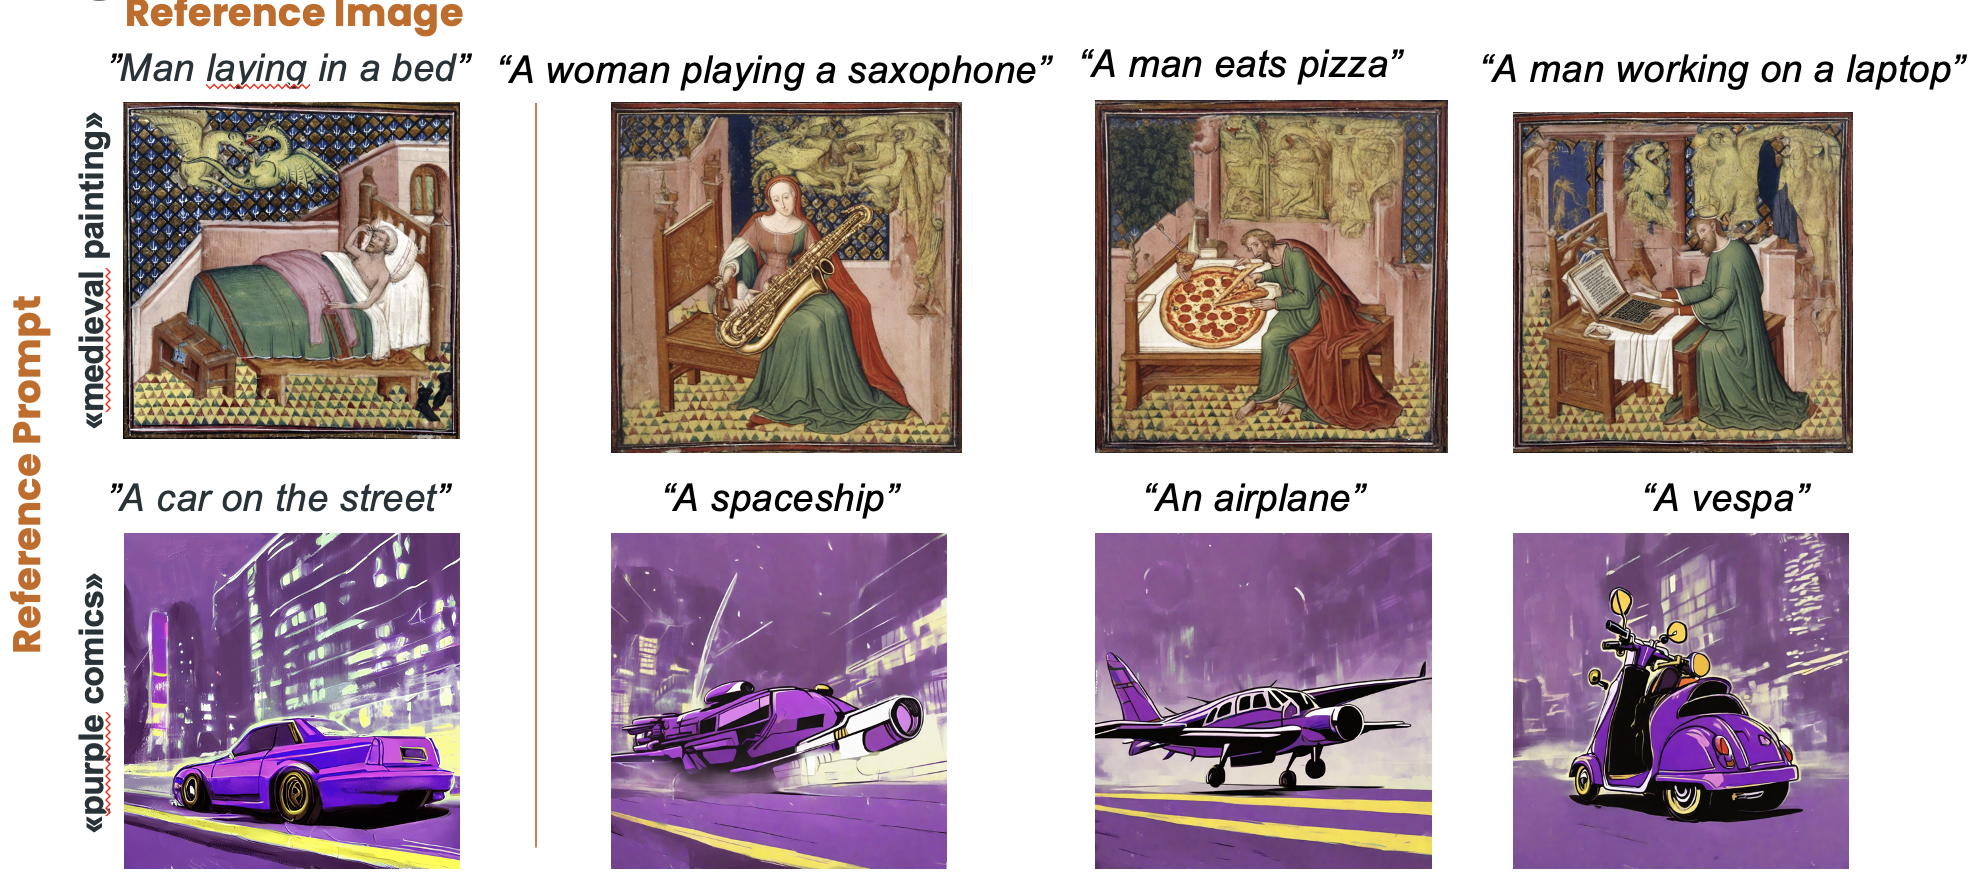 Reference Image
”Man laying in a bed”
“A woman playing a saxophone”
“A man eats pizza”
“A man working on a laptop”
Reference Prompt
«medieval painting»
”A car on the street”
“A spaceship”
“An airplane”
“A vespa”
«purple comics»